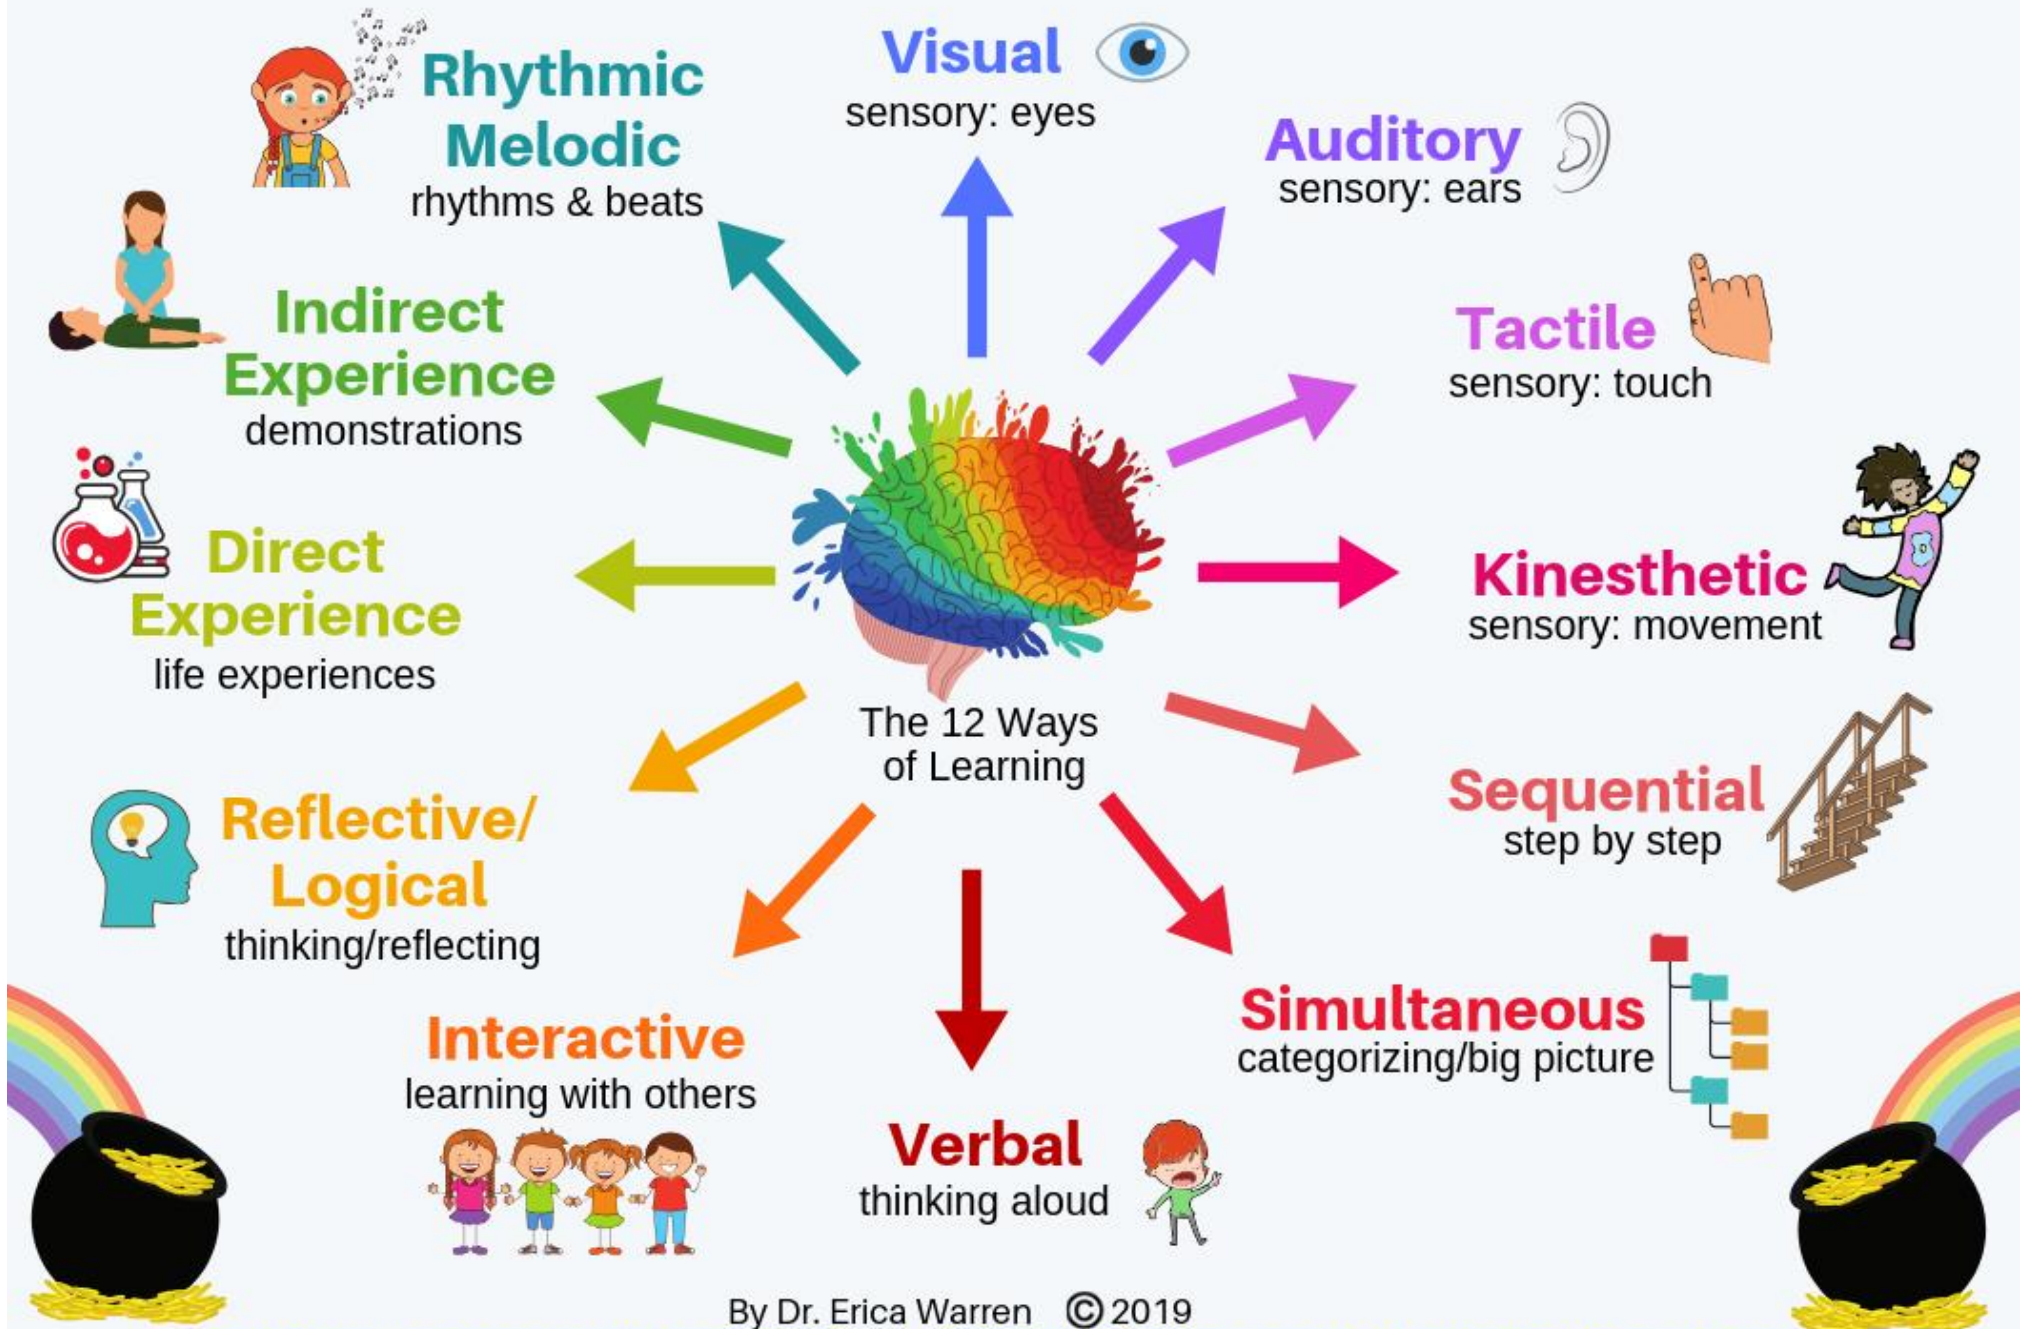 Visual
sensory: eyes
Auditory
sensory: ears
Tactile
sensory: touch
Kinesthetic
sensory: movement
Sequential
step by step
Simultaneous
categorizing/big picture
Verbal
thinking aloud
Interactive
learning with others
Reflective/
Logical
thinking/reflecting
Direct
Experience
life experiences
Indirect
Experience
demonstrations
Rhythmic
Melodic
rhythms & beats
The 12 Ways
of Learning
By Dr. Erica Warren © 2019